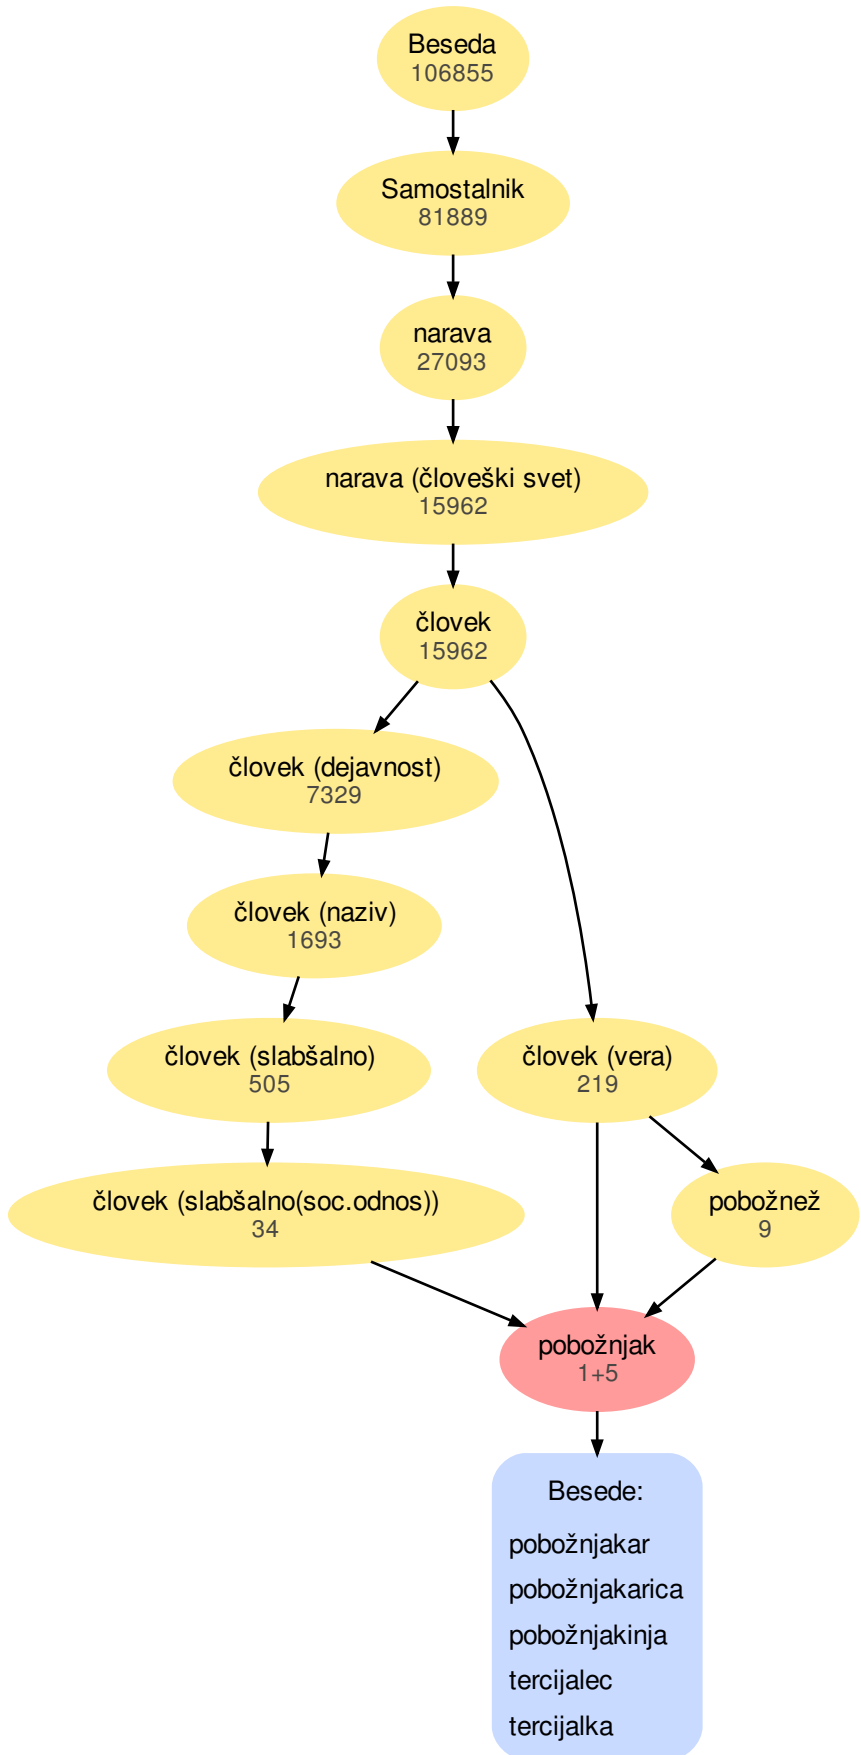 Beseda
106855
Samostalnik
81889
narava
27093
narava (človeški svet)
15962
človek
15962
človek (dejavnost)
7329
človek (naziv)
1693
človek (slabšalno)
505
človek (vera)
219
človek (slabšalno(soc.odnos))
34
pobožnež
9
pobožnjak
1+5
Besede:
pobožnjakar
pobožnjakarica
pobožnjakinja
tercijalec
tercijalka